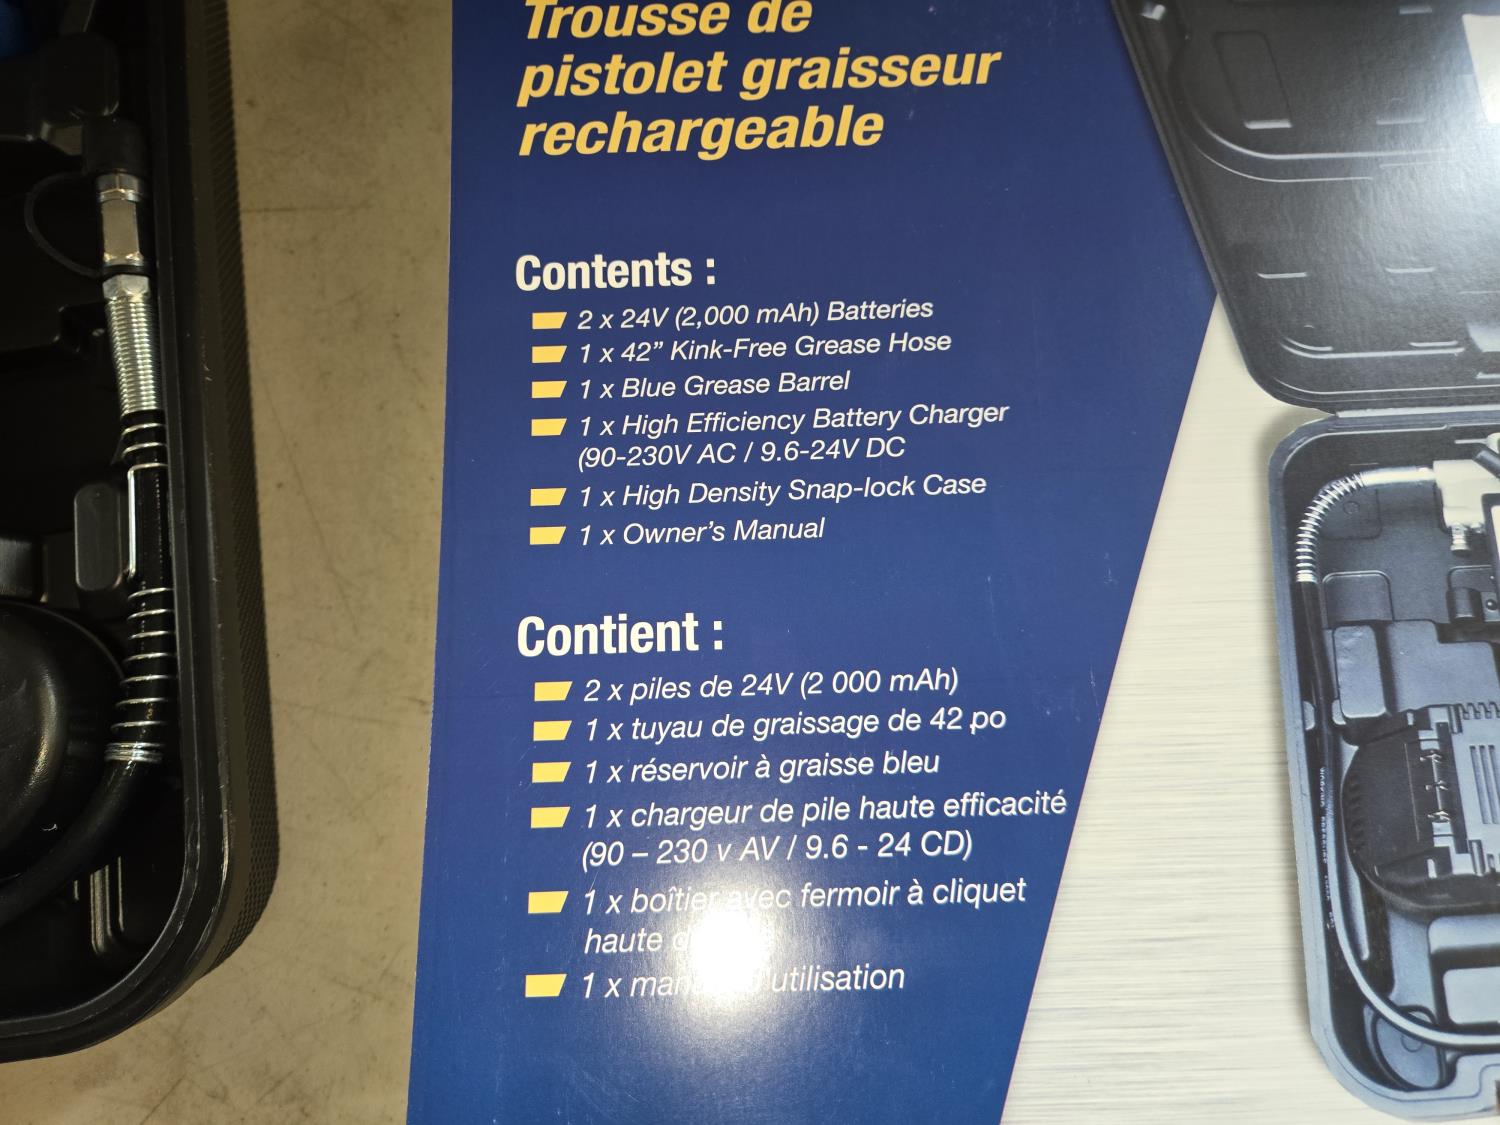 Trousse de
pistolet graisseur
rechargeable
Contents :
2 x 24V (2,000 mAh) Batteries
1 x 42” Kink-Free Grease Hose
1 x Blue Grease Barrel
1 x High Efficiency Battery Charger
(90-230V AC / 9.6-24V DC
1 x High Density Snap-lock Case
1 x Owner’s Manual
Contient :
2 x piles de 24V (2 000 mAh)
1 x tuyau de graissage de 42 po
1 x réservoir à graisse bleu
1 x chargeur de pile haute efficacité
(90 – 230 v AV / 9.6 - 24 CD)
1 x boîtier avec fermoir à cliquet
haute
1 x d'utilisation